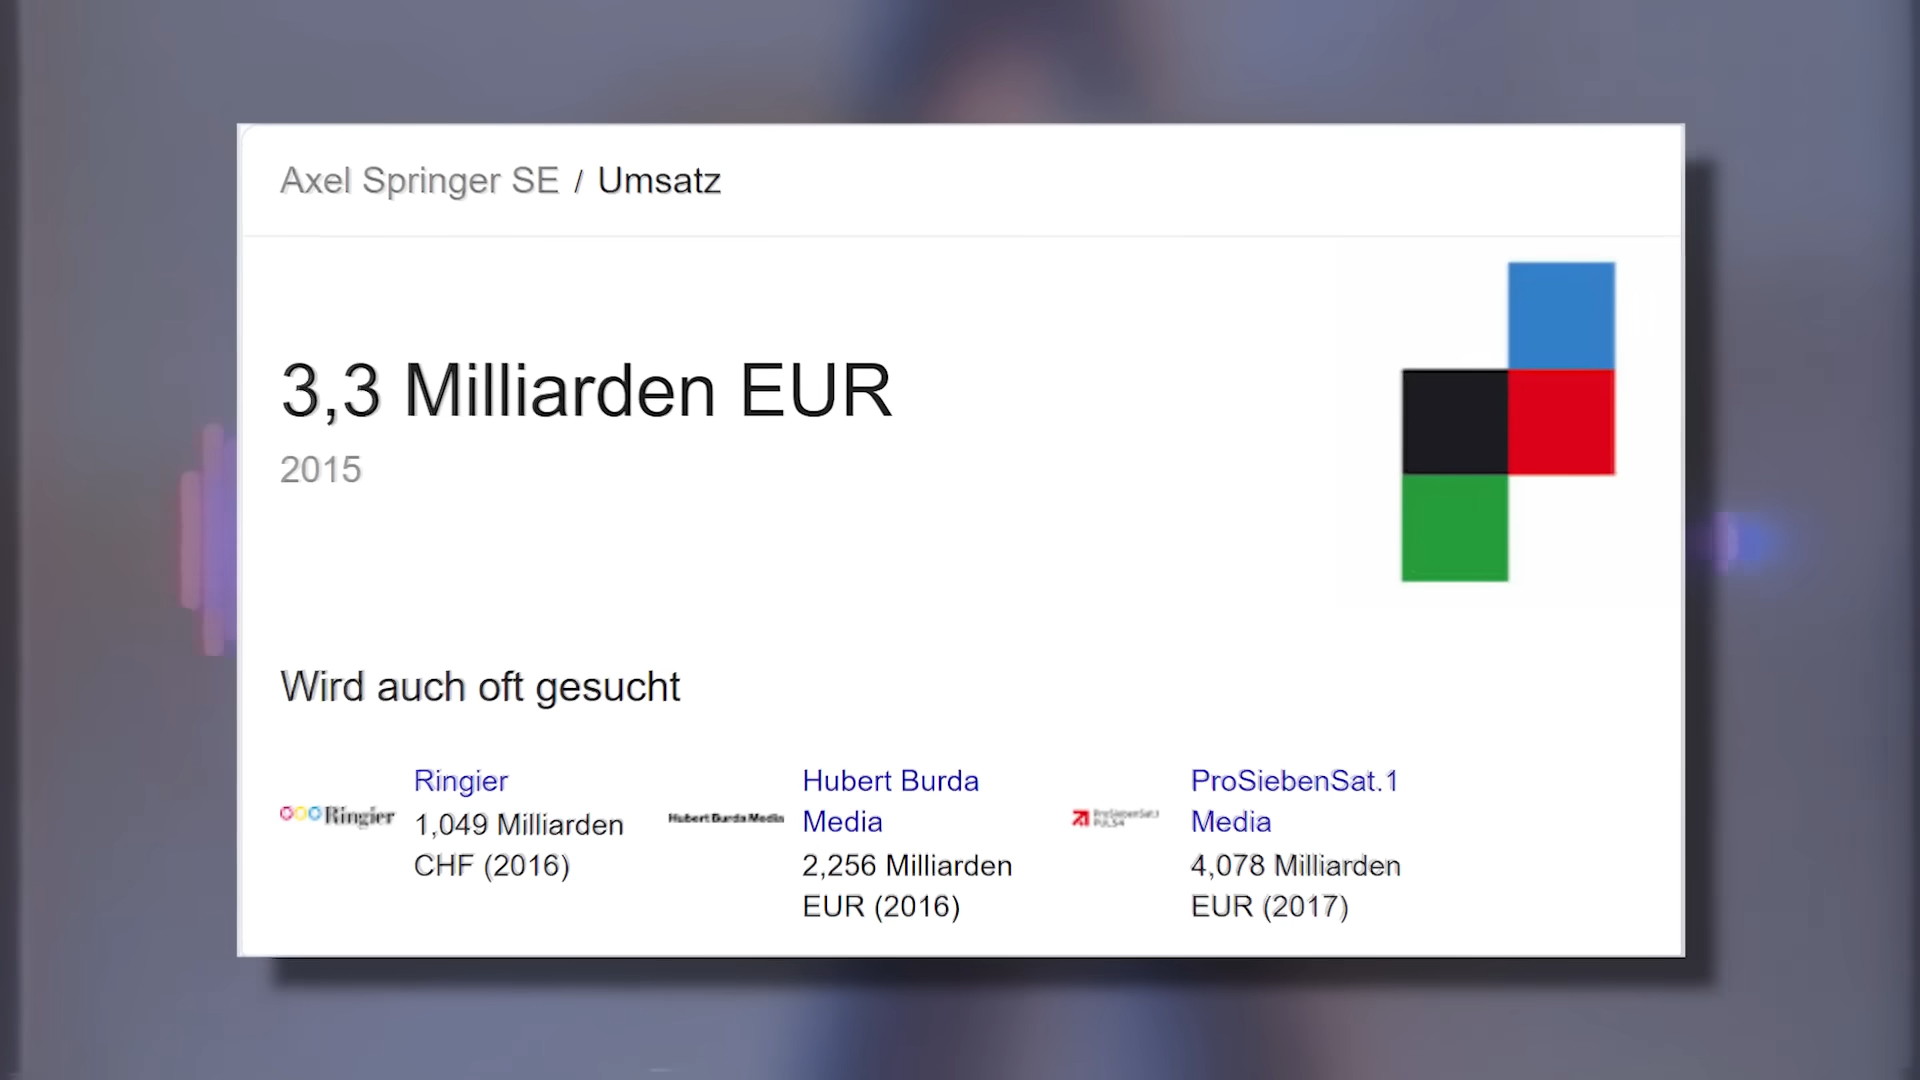 Axel Springer SE / Umsatz
3,3 Milliarden EUR
2015
Wird auch oft gesucht
Ringier
Ringier
1,049 Milliarden
CHF (2016)
Hubert Burda Media
Hubert Burda
Media
2,256 Milliarden
EUR (2016)
ProSiebenSat.1
Media
4,078 Milliarden
EUR (2017)